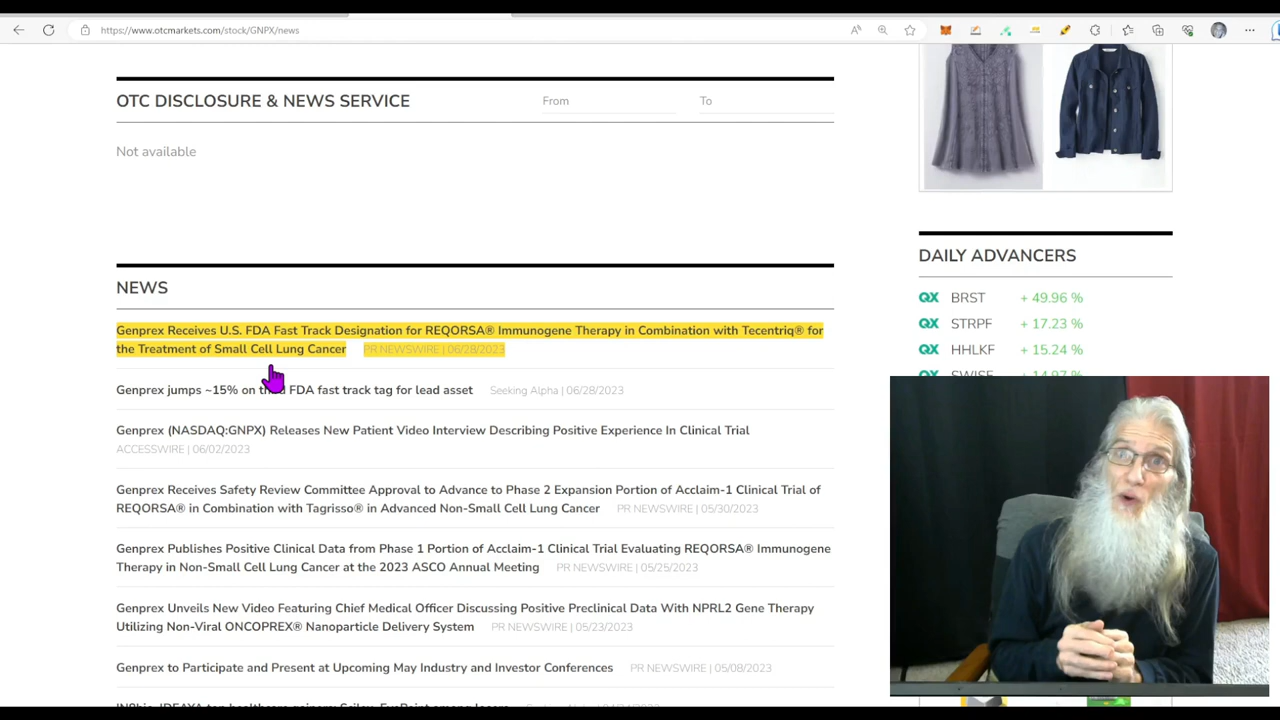 https://www.otcmarkets.com/stock/GNPX/news
OTC DISCLOSURE & NEWS SERVICE
From
To
Not available
NEWS
Genprex Receives U.S. FDA Fast Track Designation for REQORSA® Immunogene Therapy in Combination with Tecentriq® for
the Treatment of Small Cell Lung Cancer PR NEWSWIRE | 06/28/2023
Genprex jumps ~15% on FDA fast track tag for lead asset Seeking Alpha | 06/28/2023
Genprex (NASDAQ:GNPX) Releases New Patient Video Interview Describing Positive Experience In Clinical Trial
ACCESSWIRE | 06/02/2023
Genprex Receives Safety Review Committee Approval to Advance to Phase 2 Expansion Portion of Acclaim-1 Clinical Trial of
REQORSA® in Combination with Tagrisso® in Advanced Non-Small Cell Lung Cancer PR NEWSWIRE | 05/30/2023
Genprex Publishes Positive Clinical Data from Phase 1 Portion of Acclaim-1 Clinical Trial Evaluating REQORSA® Immunogene
Therapy in Non-Small Cell Lung Cancer at the 2023 ASCO Annual Meeting PR NEWSWIRE | 05/25/2023
Genprex Unveils New Video Featuring Chief Medical Officer Discussing Positive Preclinical Data With NPRL2 Gene Therapy
Utilizing Non-Viral ONCOPREX® Nanoparticle Delivery System PR NEWSWIRE | 05/23/2023
Genprex to Participate and Present at Upcoming May Industry and Investor Conferences PR NEWSWIRE | 05/08/2023
DAILY ADVANCERS
QX BRST + 49.96 %
QX STRPF + 17.23 %
QX HHLKF + 15.24 %